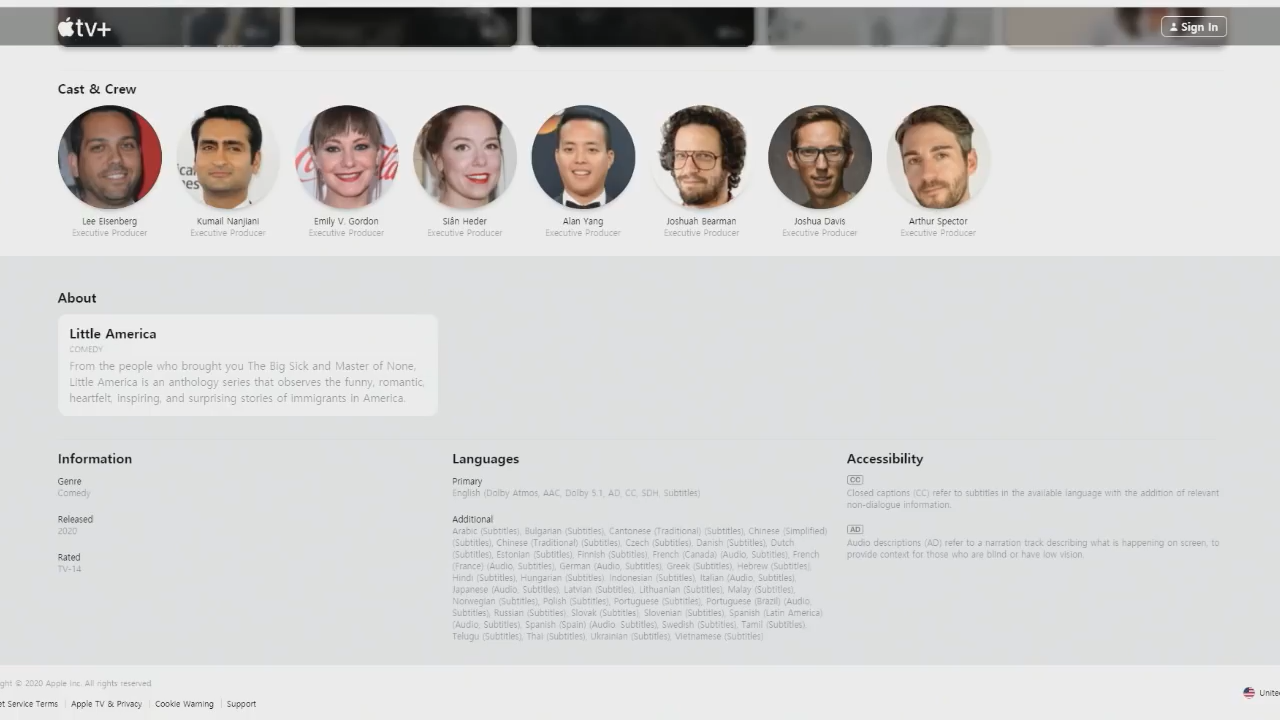 tv+
Sign In
Cast & Crew
Lee Eisenberg
Executive Producer
Kumail Nanjiani
Executive Producer
Emily V. Gordon
Executive Producer
Siân Heder
Executive Producer
Alan Yang
Executive Producer
Joshuah Bearman
Executive Producer
Joshua Davis
Executive Producer
Arthur Spector
Executive Producer
About
Little America
COMEDY
From the people who brought you The Big Sick and Master of None,
Little America is an anthology series that observes the funny, romantic,
heartfelt, inspiring, and surprising stories of immigrants in America.
Information
Genre
Comedy
Released
2020
Rated
TV-14
Languages
Primary
English (Dolby Atmos, AAC, Dolby 5.1, AD, CC, SDH, Subtitles)
Additional
Arabic (Subtitles), Bulgarian (Subtitles), Cantonese (Traditional) (Subtitles), Chinese (Simplified)
(Subtitles), Chinese (Traditional) (Subtitles), Czech (Subtitles), Danish (Subtitles), Dutch
(Subtitles), Estonian (Subtitles), Finnish (Subtitles), French (Canada) (Audio, Subtitles), French
(France) (Audio, Subtitles), German (Audio, Subtitles), Greek (Subtitles), Hebrew (Subtitles),
Hindi (Subtitles), Hungarian (Subtitles), Indonesian (Subtitles), Italian (Audio, Subtitles),
Japanese (Audio, Subtitles), Latvian (Subtitles), Lithuanian (Subtitles), Malay (Subtitles),
Norwegian (Subtitles), Polish (Subtitles), Portuguese (Subtitles), Portuguese (Brazil) (Audio,
Subtitles), Russian (Subtitles), Slovak (Subtitles), Slovenian (Subtitles), Spanish (Latin America)
(Audio, Subtitles), Spanish (Spain) (Audio, Subtitles), Swedish (Subtitles), Tamil (Subtitles),
Telugu (Subtitles), Thai (Subtitles), Ukrainian (Subtitles), Vietnamese (Subtitles)
Accessibility
CC
Closed captions (CC) refer to subtitles in the available language with the addition of relevant
non-dialogue information.
AD
Audio descriptions (AD) refer to a narration track describing what is happening on screen, to
provide context for those who are blind or have low vision.
ght © 2020 Apple Inc. All rights reserved.
et Service Terms | Apple TV & Privacy | Cookie Warning | Support
Unite